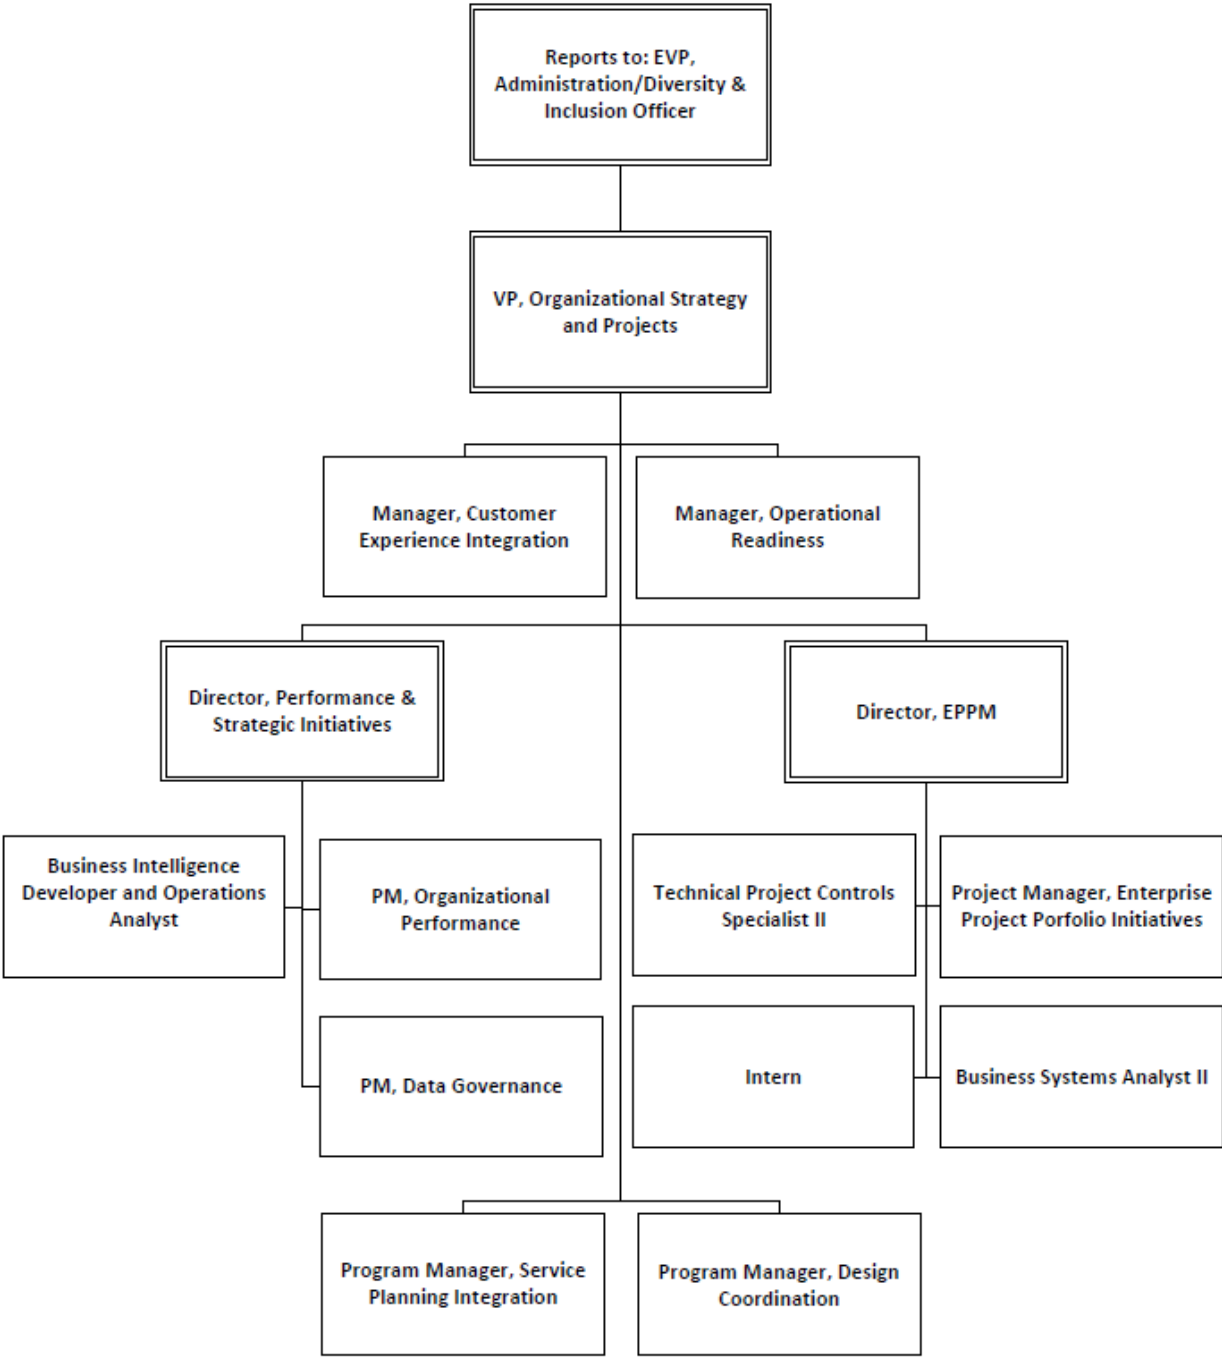 Reports to: EVP,
Administration/Diversity &
Inclusion Officer
VP, Organizational Strategy
and Projects
Manager, Customer
Experience Integration
Manager, Operational
Readiness
Director, Performance &
Strategic Initiatives
Director, EPPM
Business Intelligence
Developer and Operations
Analyst
PM, Organizational
Performance
Technical Project Controls
Specialist II
Project Manager, Enterprise
Project Porfolio Initiatives
PM, Data Governance
Intern
Business Systems Analyst II
Program Manager, Service
Planning Integration
Program Manager, Design
Coordination